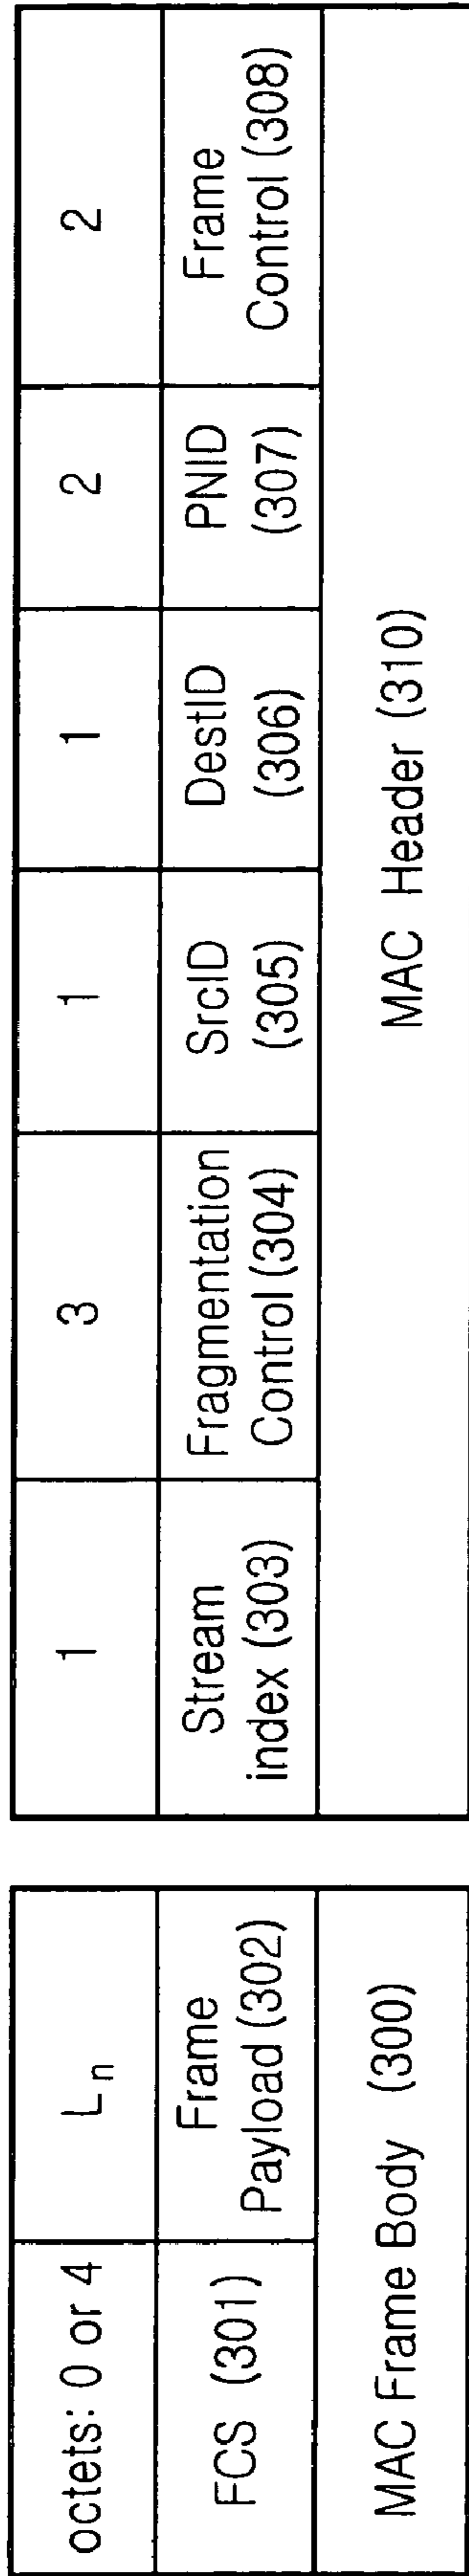 octets: 0 or 4
Ln
FCS (301)
Frame
Payload (302)
MAC Frame Body (300)
1
3
1
1
2
2
Stream
index (303)
Fragmentation
Control (304)
SrcID
(305)
DestID
(306)
PNID
(307)
Frame
Control (308)
MAC Header (310)